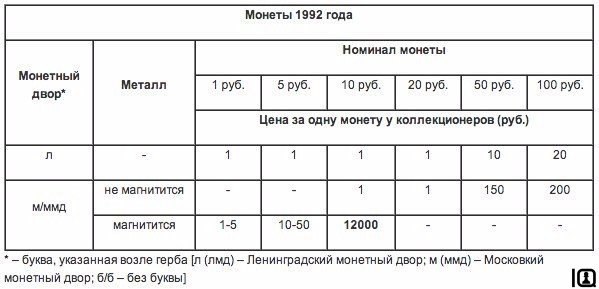 Монеты 1992 года
Монетный двор*
Металл
Номинал монеты
1 руб. 5 руб. 10 руб. 20 руб. 50 руб. 100 руб.
Цена за одну монету у коллекционеров (руб.)
л - 1 1 1 1 10 20
м/ммд
не магнитится - - 1 1 150 200
магнитится 1-5 10-50 12000 - - -
* – буква, указанная возле герба [л (лмд) – Ленинградский монетный двор; м (ммд) – Московкий
монетный двор; б/б – без буквы]